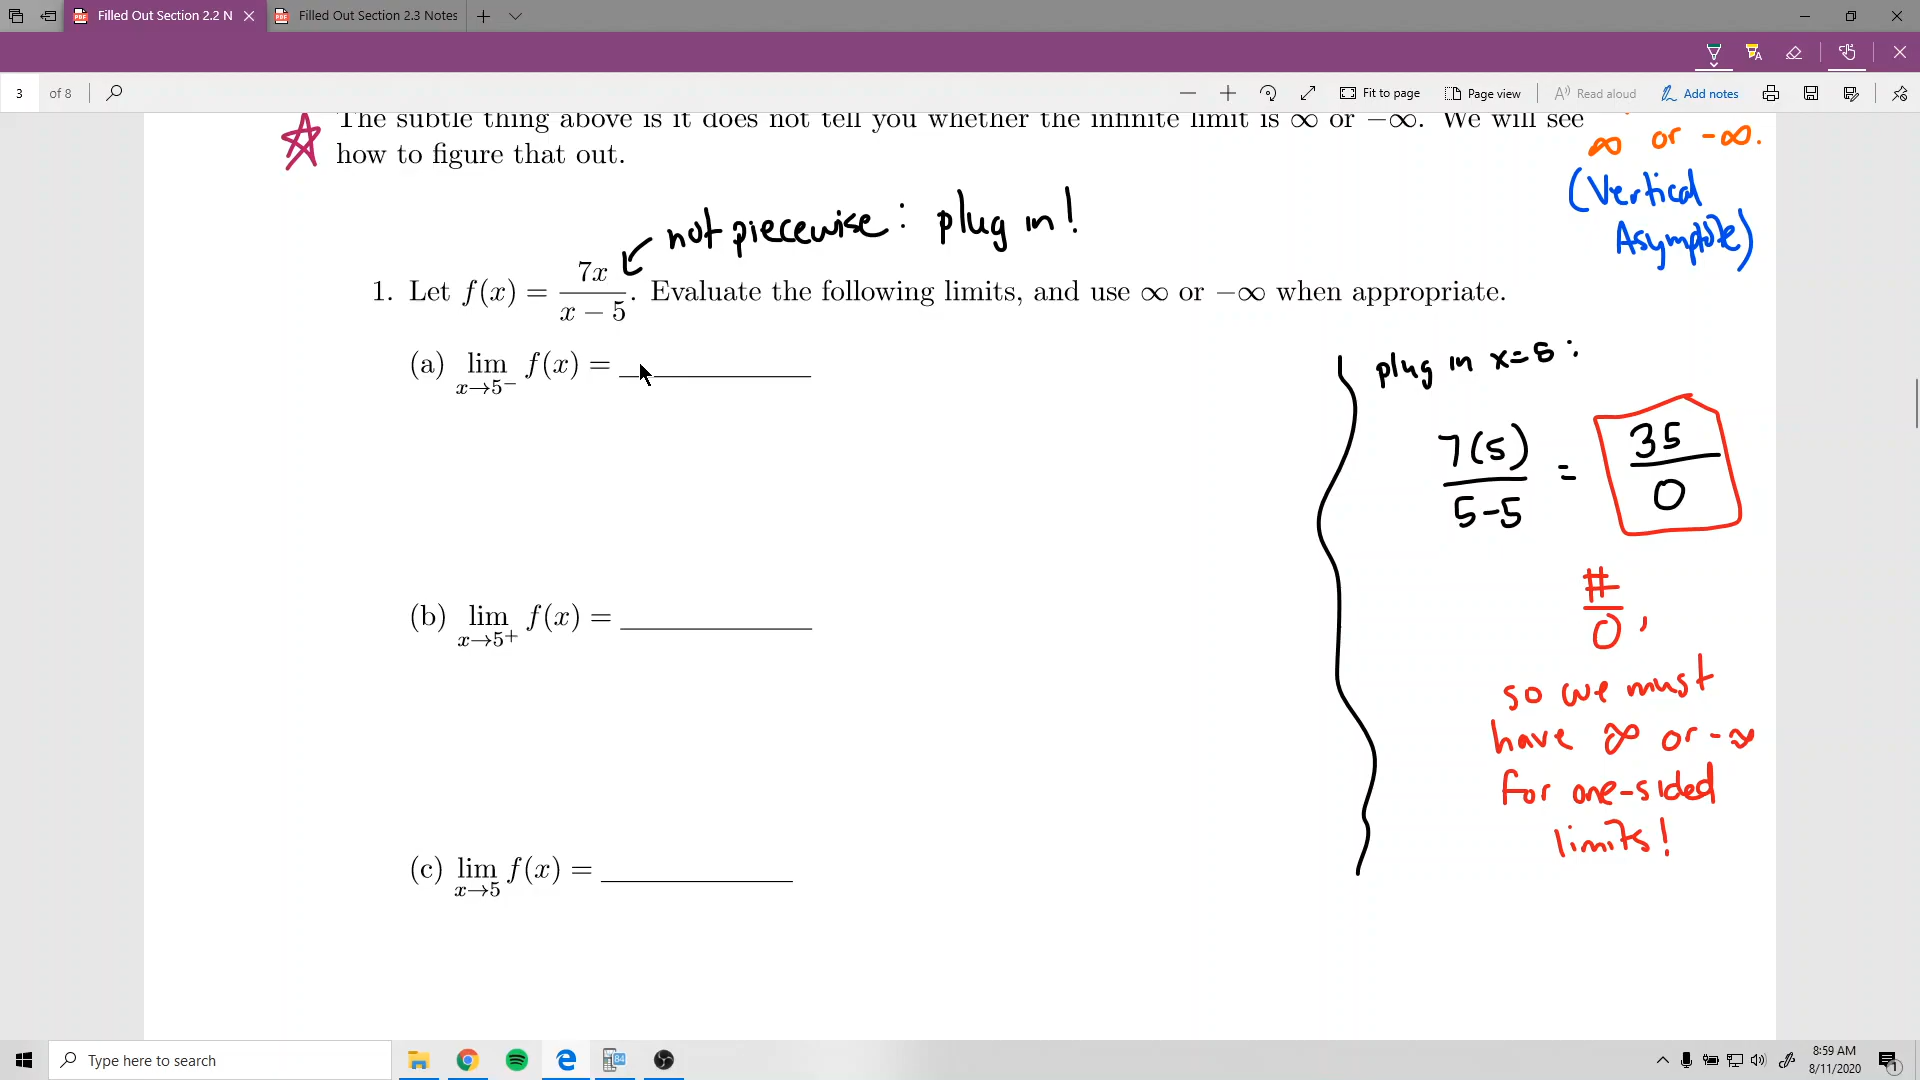 Filled Out Section 2.2 N
Filled Out Section 2.3 Notes
3 of 8
Fit to page
Page view
Read aloud
Add notes
The subtle thing above is it does not tell you whether the infinite limit is ∞ or −∞. We will see
how to figure that out.
∞ or -∞.
(Vertical
Asymptote)
not piecewise: plug in!
1. Let f(x) = 7x/(x − 5). Evaluate the following limits, and use ∞ or −∞ when appropriate.
(a) lim x→5⁻ f(x) = ____________
plug in x=5:
7(5)/(5-5) = 35/0
#/0,
(b) lim x→5⁺ f(x) = ____________
so we must
have ∞ or -∞
for one-sided
limits!
(c) lim x→5 f(x) = ____________
Type here to search
84
8:59 AM
8/11/2020
1